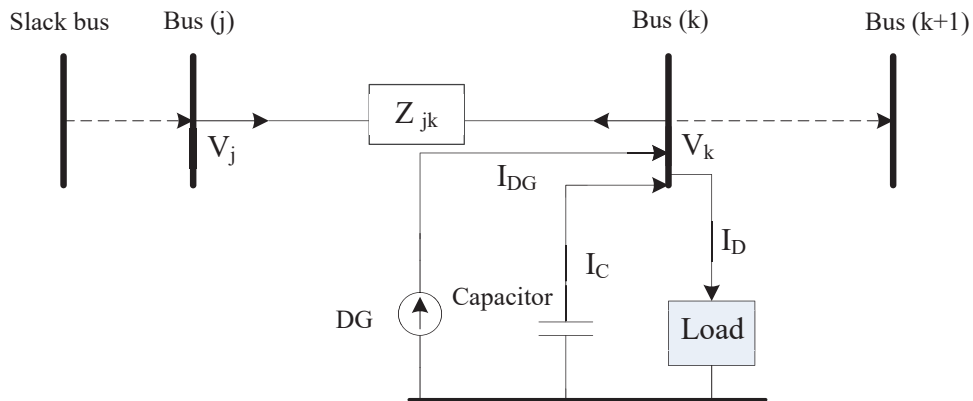 Slack bus
Bus (j)
Bus (k)
Bus (k+1)
Z jk
Vj
Vk
IDG
IC
ID
DG
Capacitor
Load